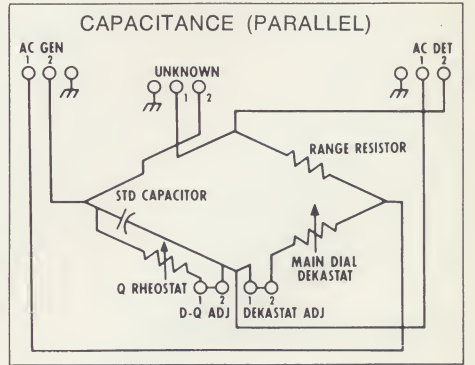 CAPACITANCE (PARALLEL)
AC GEN
1 2
UNKNOWN
1 2
AC DET
1 2
RANGE RESISTOR
STD CAPACITOR
MAIN DIAL
DEKASTAT
Q RHEOSTAT
1 2
D-Q ADJ
1 2
DEKASTAT ADJ